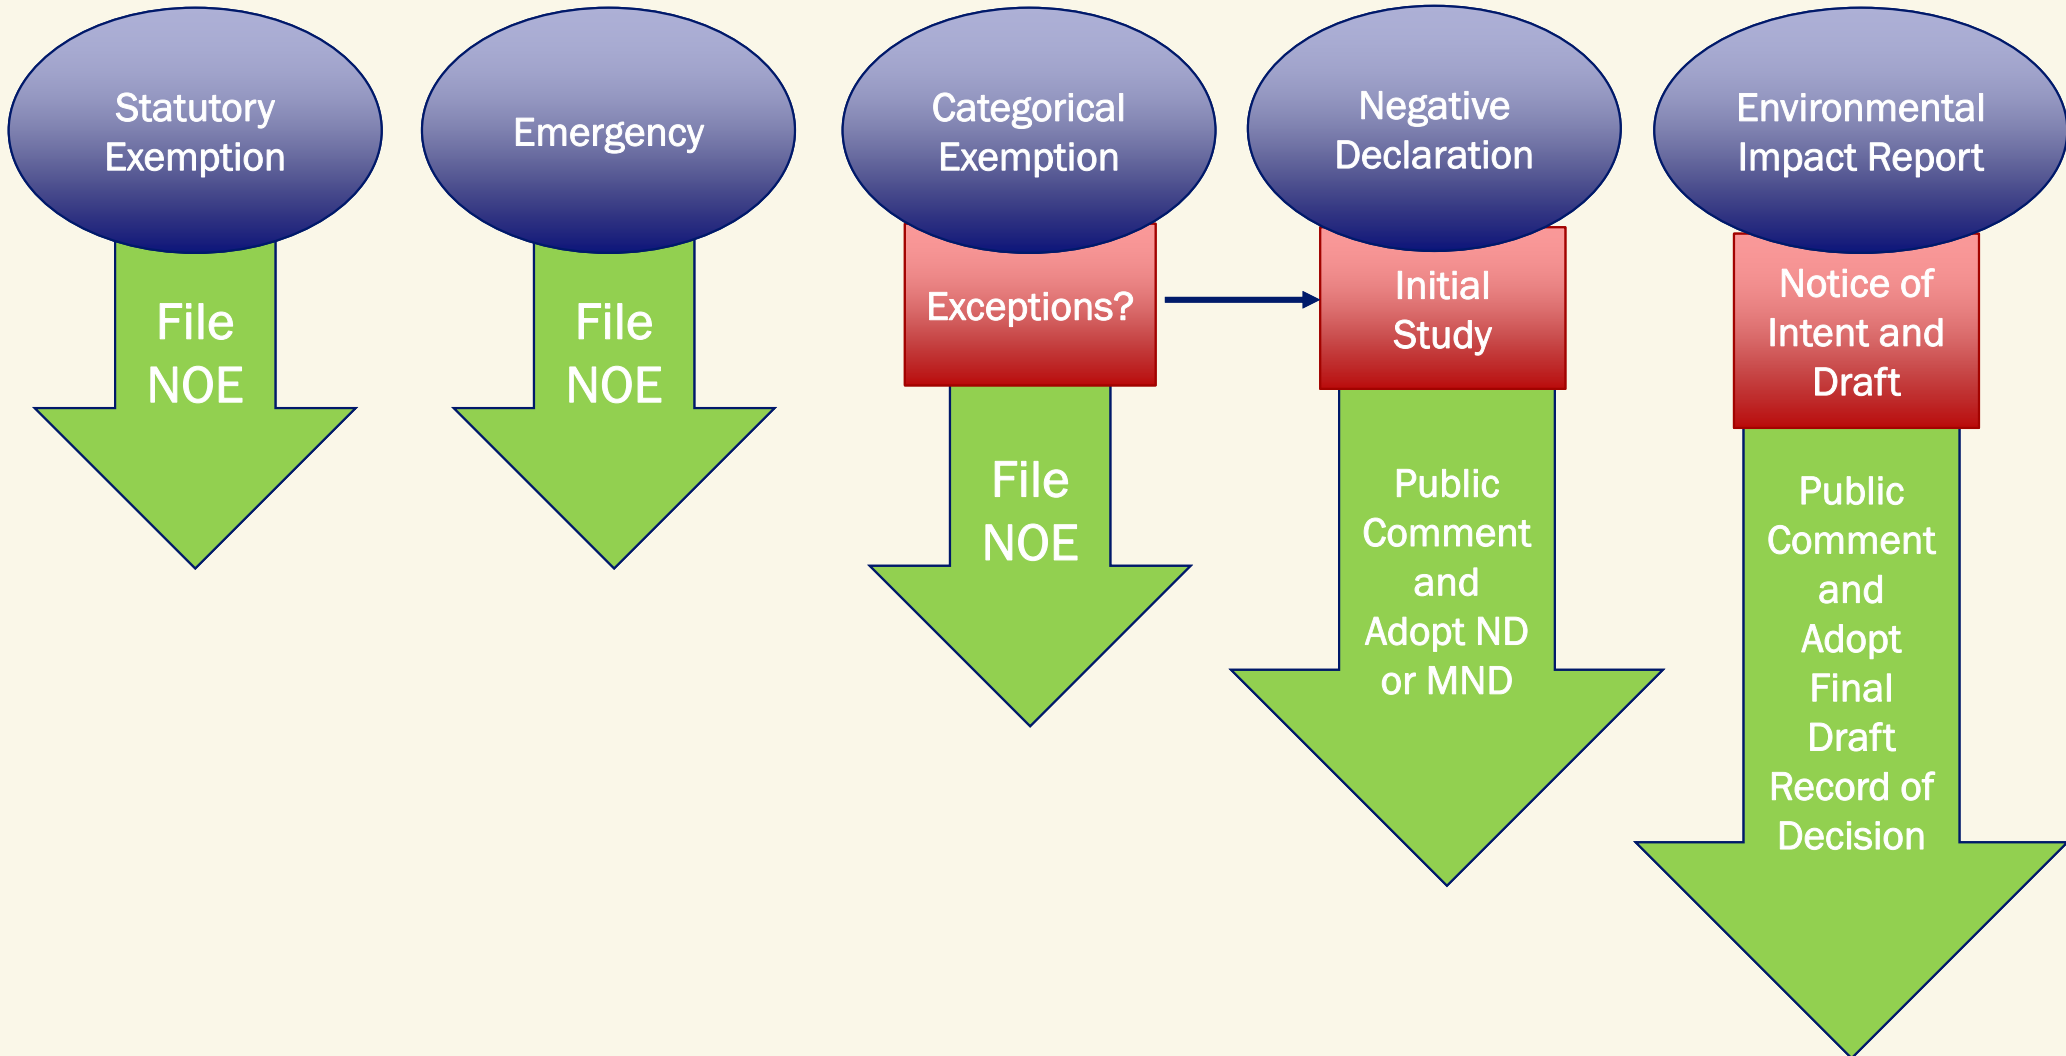 Statutory
Exemption
Emergency
Categorical
Exemption
Negative
Declaration
Environmental
Impact Report
File
NOE
File
NOE
Exceptions?
File
NOE
Initial
Study
Public
Comment
and
Adopt ND
or MND
Notice of
Intent and
Draft
Public
Comment
and
Adopt
Final
Draft
Record of
Decision